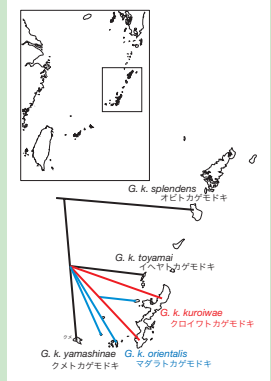 G. k. splendens
オビトカゲモドキ
G. k. toyamai
イヘヤトカゲモドキ
G. k. kuroiwae
クロイワトカゲモドキ
G. k. yamashinae
クメトカゲモドキ
G. k. orientalis
マダラトカゲモドキ